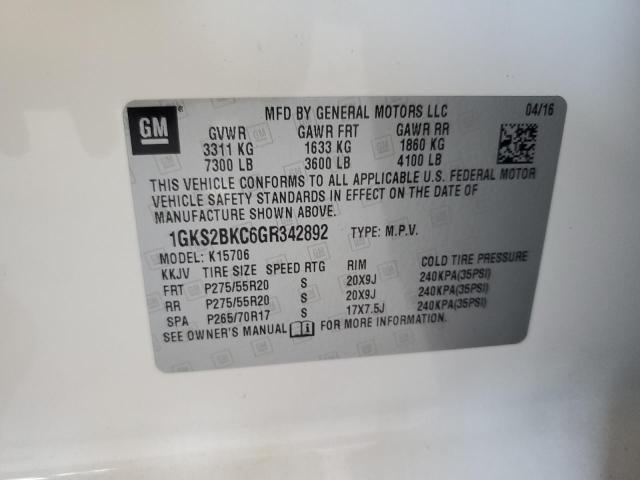 GM
MFD BY GENERAL MOTORS LLC 04/16
GVWR GAWR FRT GAWR RR
3311 KG 1633 KG 1860 KG
7300 LB 3600 LB 4100 LB
THIS VEHICLE CONFORMS TO ALL APPLICABLE U.S. FEDERAL MOTOR
VEHICLE SAFETY STANDARDS IN EFFECT ON THE DATE OF
MANUFACTURE SHOWN ABOVE.
1GKS2BKC6GR342892 TYPE: M.P.V.
MODEL: K15706
KKJV TIRE SIZE SPEED RTG RIM COLD TIRE PRESSURE
FRT P275/55R20 S 20X9J 240KPA(35PSI)
RR P275/55R20 S 20X9J 240KPA(35PSI)
SPA P265/70R17 S 17X7.5J 240KPA(35PSI)
SEE OWNER'S MANUAL FOR MORE INFORMATION.